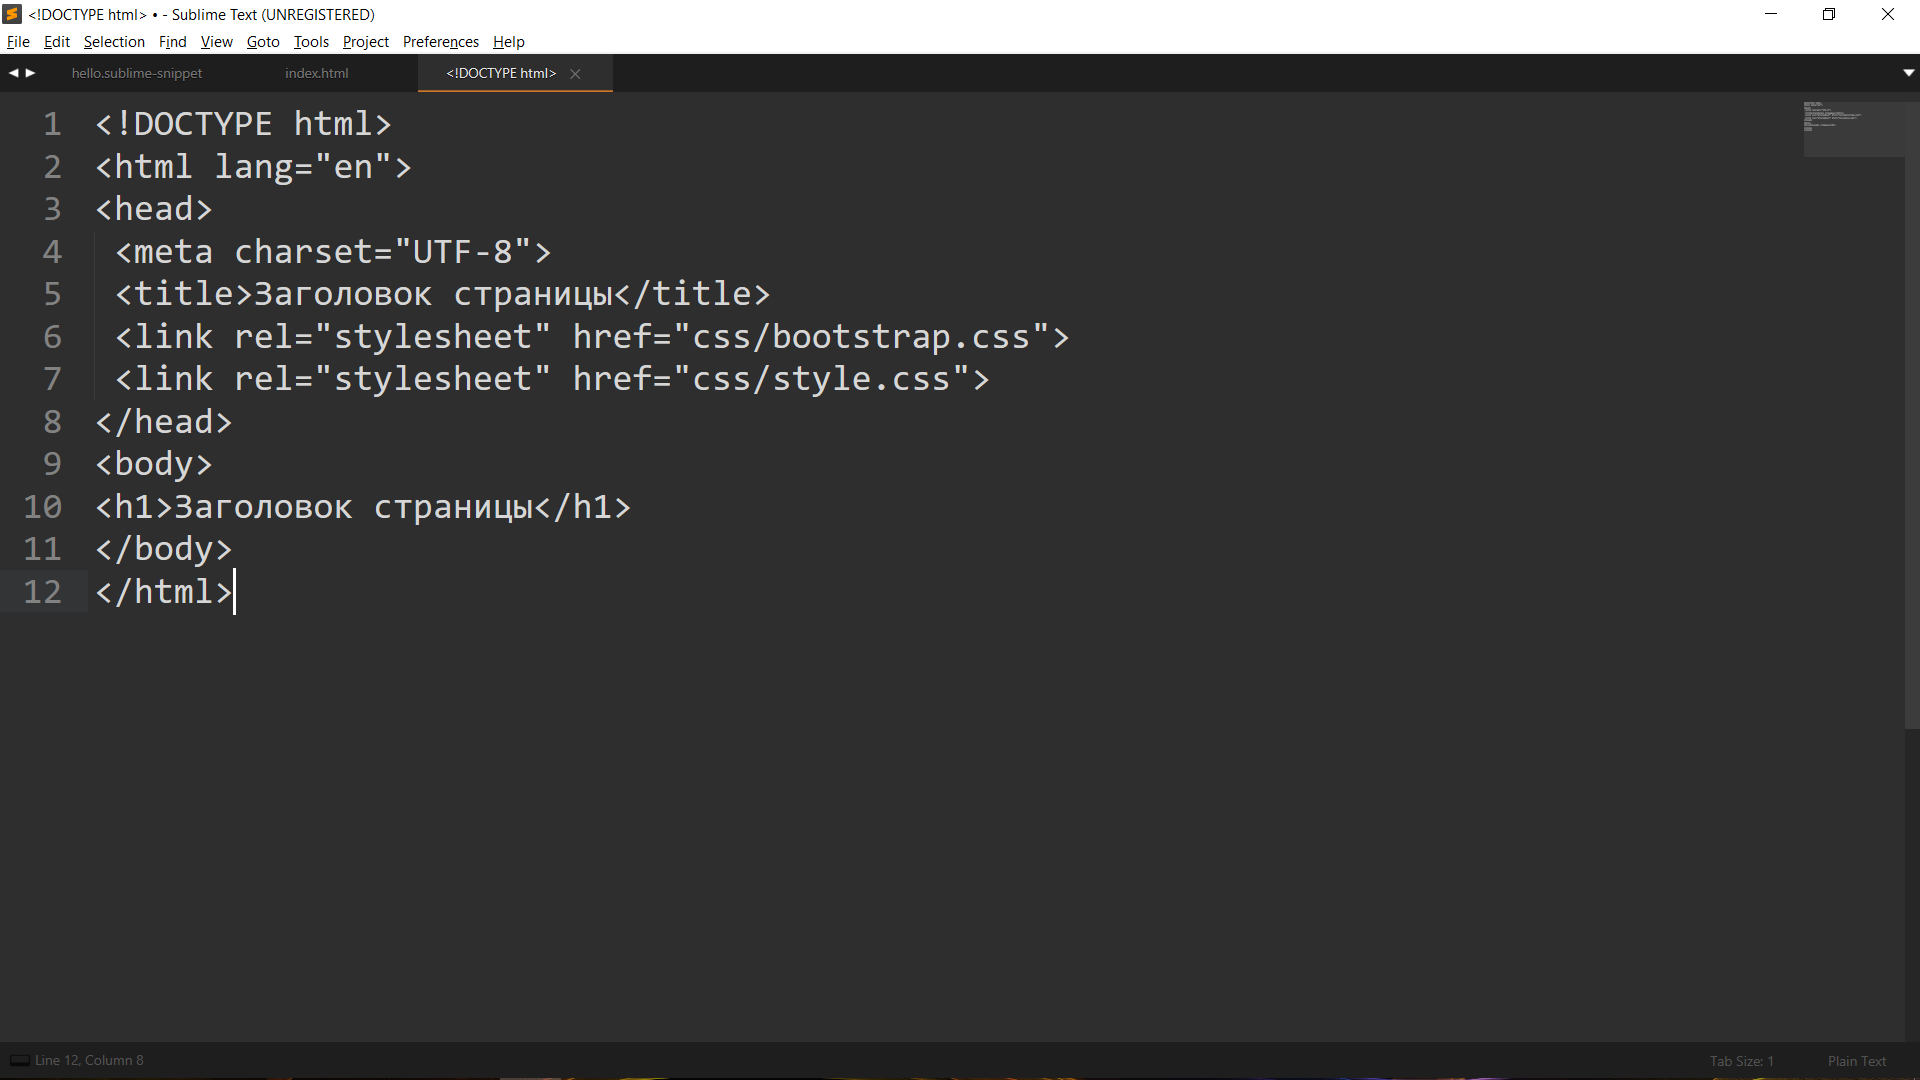 <!DOCTYPE html> • - Sublime Text (UNREGISTERED)
File Edit Selection Find View Goto Tools Project Preferences Help
hello.sublime-snippet index.html <!DOCTYPE html>
1 <!DOCTYPE html>
2 <html lang="en">
3 <head>
4 <meta charset="UTF-8">
5 <title>Заголовок страницы</title>
6 <link rel="stylesheet" href="css/bootstrap.css">
7 <link rel="stylesheet" href="css/style.css">
8 </head>
9 <body>
10 <h1>Заголовок страницы</h1>
11 </body>
12 </html>
Line 12, Column 8 Tab Size: 1 Plain Text